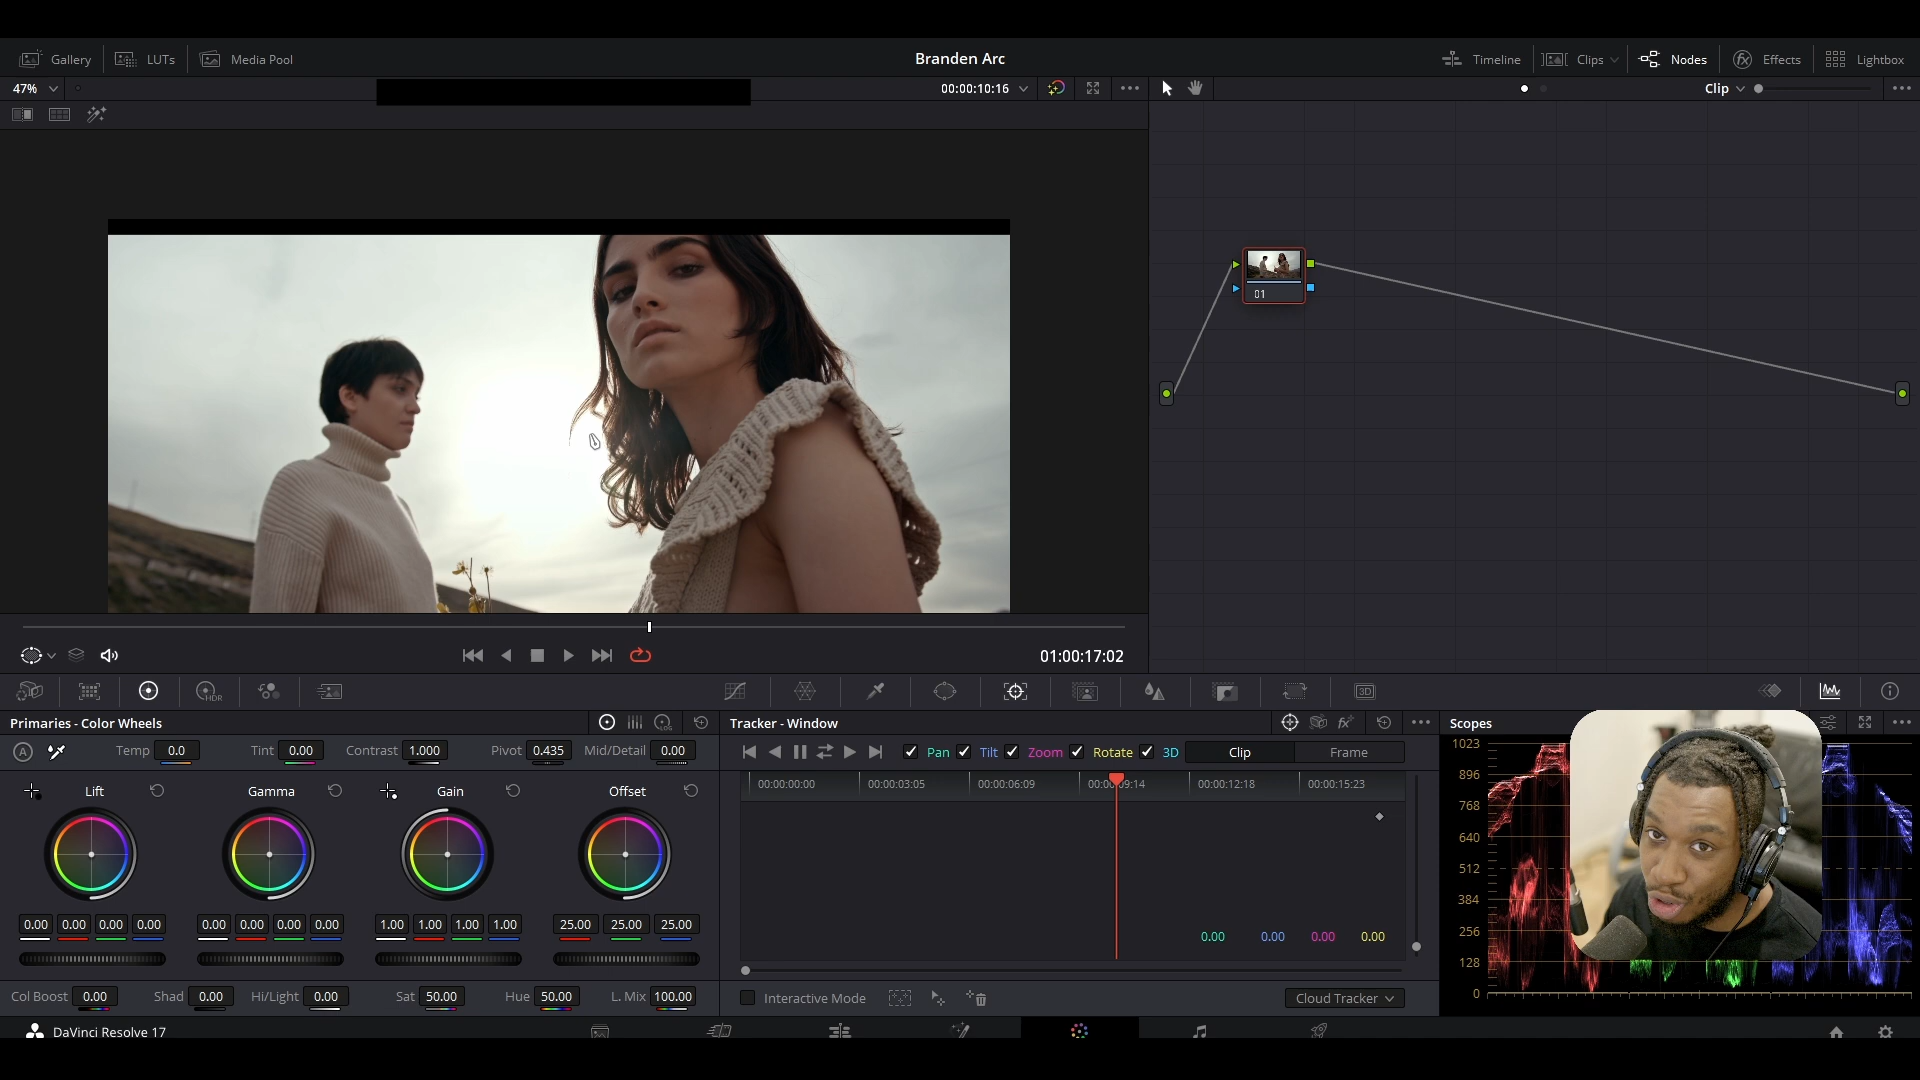 Gallery LUTs Media Pool Branden Arc Timeline Clips Nodes Effects Lightbox
47% 00:00:10:16 Clip
01
01:00:17:02
HDR 3D
Primaries - Color Wheels Tracker - Window Scopes
A Temp 0.0 Tint 0.00 Contrast 1.000 Pivot 0.435 Mid/Detail 0.00 Pan Tilt Zoom Rotate 3D Clip Frame
Lift Gamma Gain Offset
00:00:00:00 00:00:03:05 00:00:06:09 00:00:09:14 00:00:12:18 00:00:15:23
0.00 0.00 0.00 0.00 0.00 0.00 0.00 0.00 1.00 1.00 1.00 1.00 25.00 25.00 25.00
0.00 0.00 0.00 0.00
1023
896
768
640
512
384
256
128
0
Col Boost 0.00 Shad 0.00 Hi/Light 0.00 Sat 50.00 Hue 50.00 L. Mix 100.00
Interactive Mode Cloud Tracker
DaVinci Resolve 17